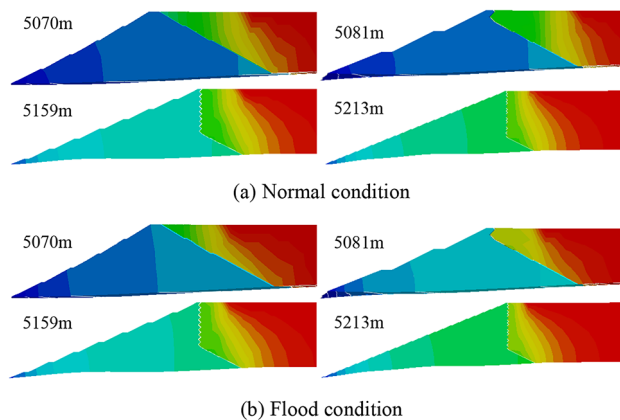 5070m
5081m
5159m
5213m
(a) Normal condition
5070m
5081m
5159m
5213m
(b) Flood condition